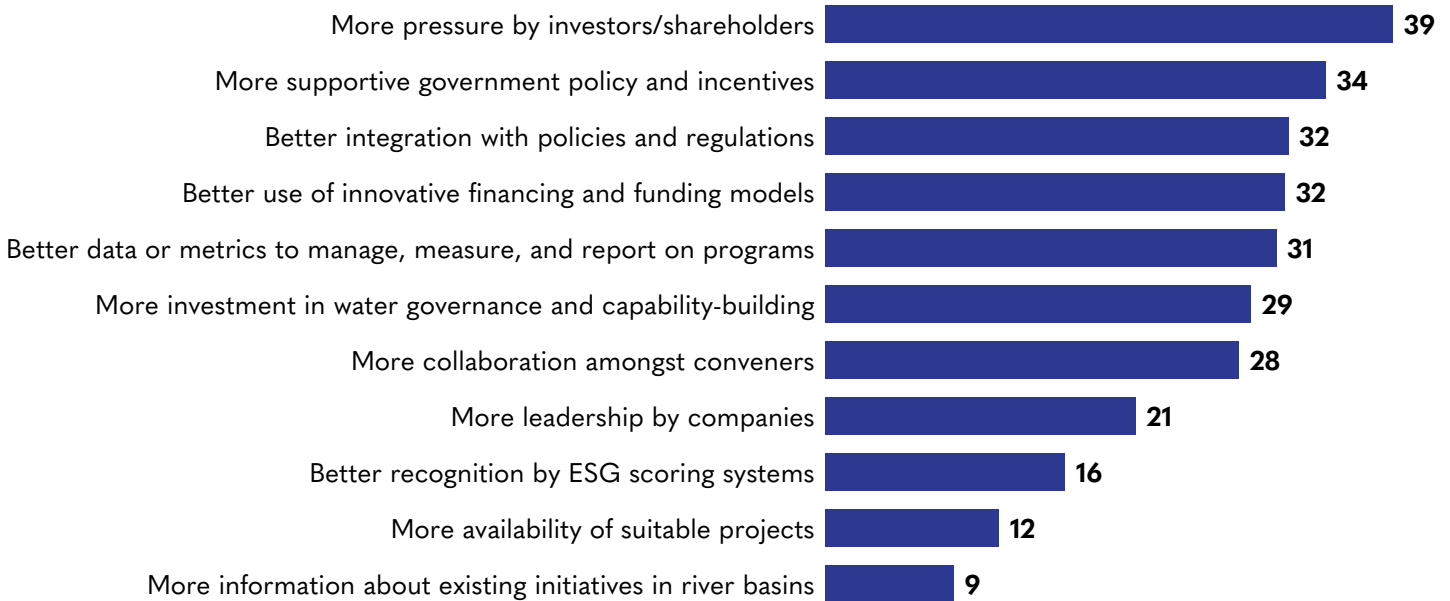 More pressure by investors/shareholders 39
More supportive government policy and incentives 34
Better integration with policies and regulations 32
Better use of innovative financing and funding models 32
Better data or metrics to manage, measure, and report on programs 31
More investment in water governance and capability-building 29
More collaboration amongst conveners 28
More leadership by companies 21
Better recognition by ESG scoring systems 16
More availability of suitable projects 12
More information about existing initiatives in river basins 9